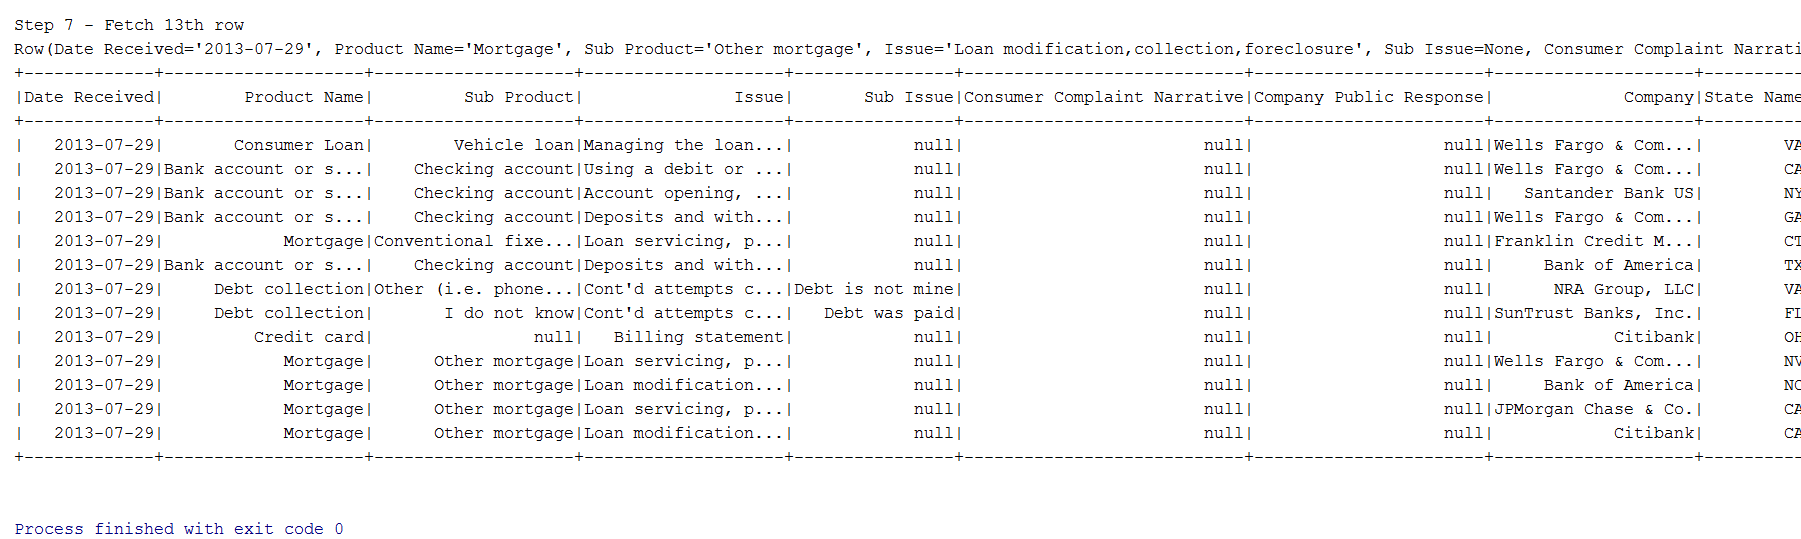 Step 7 - Fetch 13th row
Row(Date Received='2013-07-29', Product Name='Mortgage', Sub Product='Other mortgage', Issue='Loan modification,collection,foreclosure', Sub Issue=None, Consumer Complaint Narrati
+-------------+--------------------+--------------------+--------------------+----------------+----------------------------+-----------------------+--------------------+----------
|Date Received|        Product Name|         Sub Product|               Issue|       Sub Issue|Consumer Complaint Narrative|Company Public Response|             Company|State Name
+-------------+--------------------+--------------------+--------------------+----------------+----------------------------+-----------------------+--------------------+----------
|   2013-07-29|       Consumer Loan|        Vehicle loan|Managing the loan...|            null|                        null|                   null|Wells Fargo & Com...|        VA
|   2013-07-29|Bank account or s...|    Checking account|Using a debit or ...|            null|                        null|                   null|Wells Fargo & Com...|        CA
|   2013-07-29|Bank account or s...|    Checking account|Account opening, ...|            null|                        null|                   null|   Santander Bank US|        NY
|   2013-07-29|Bank account or s...|    Checking account|Deposits and with...|            null|                        null|                   null|Wells Fargo & Com...|        GA
|   2013-07-29|            Mortgage|Conventional fixe...|Loan servicing, p...|            null|                        null|                   null|Franklin Credit M...|        CT
|   2013-07-29|Bank account or s...|    Checking account|Deposits and with...|            null|                        null|                   null|     Bank of America|        TX
|   2013-07-29|     Debt collection|Other (i.e. phone...|Cont'd attempts c...|Debt is not mine|                        null|                   null|      NRA Group, LLC|        VA
|   2013-07-29|     Debt collection|       I do not know|Cont'd attempts c...|   Debt was paid|                        null|                   null|SunTrust Banks, Inc.|        FL
|   2013-07-29|         Credit card|                null|   Billing statement|            null|                        null|                   null|            Citibank|        OH
|   2013-07-29|            Mortgage|      Other mortgage|Loan servicing, p...|            null|                        null|                   null|Wells Fargo & Com...|        NV
|   2013-07-29|            Mortgage|      Other mortgage|Loan modification...|            null|                        null|                   null|     Bank of America|        NC
|   2013-07-29|            Mortgage|      Other mortgage|Loan servicing, p...|            null|                        null|                   null|JPMorgan Chase & Co.|        CA
|   2013-07-29|            Mortgage|      Other mortgage|Loan modification...|            null|                        null|                   null|            Citibank|        CA
+-------------+--------------------+--------------------+--------------------+----------------+----------------------------+-----------------------+--------------------+----------
Process finished with exit code 0